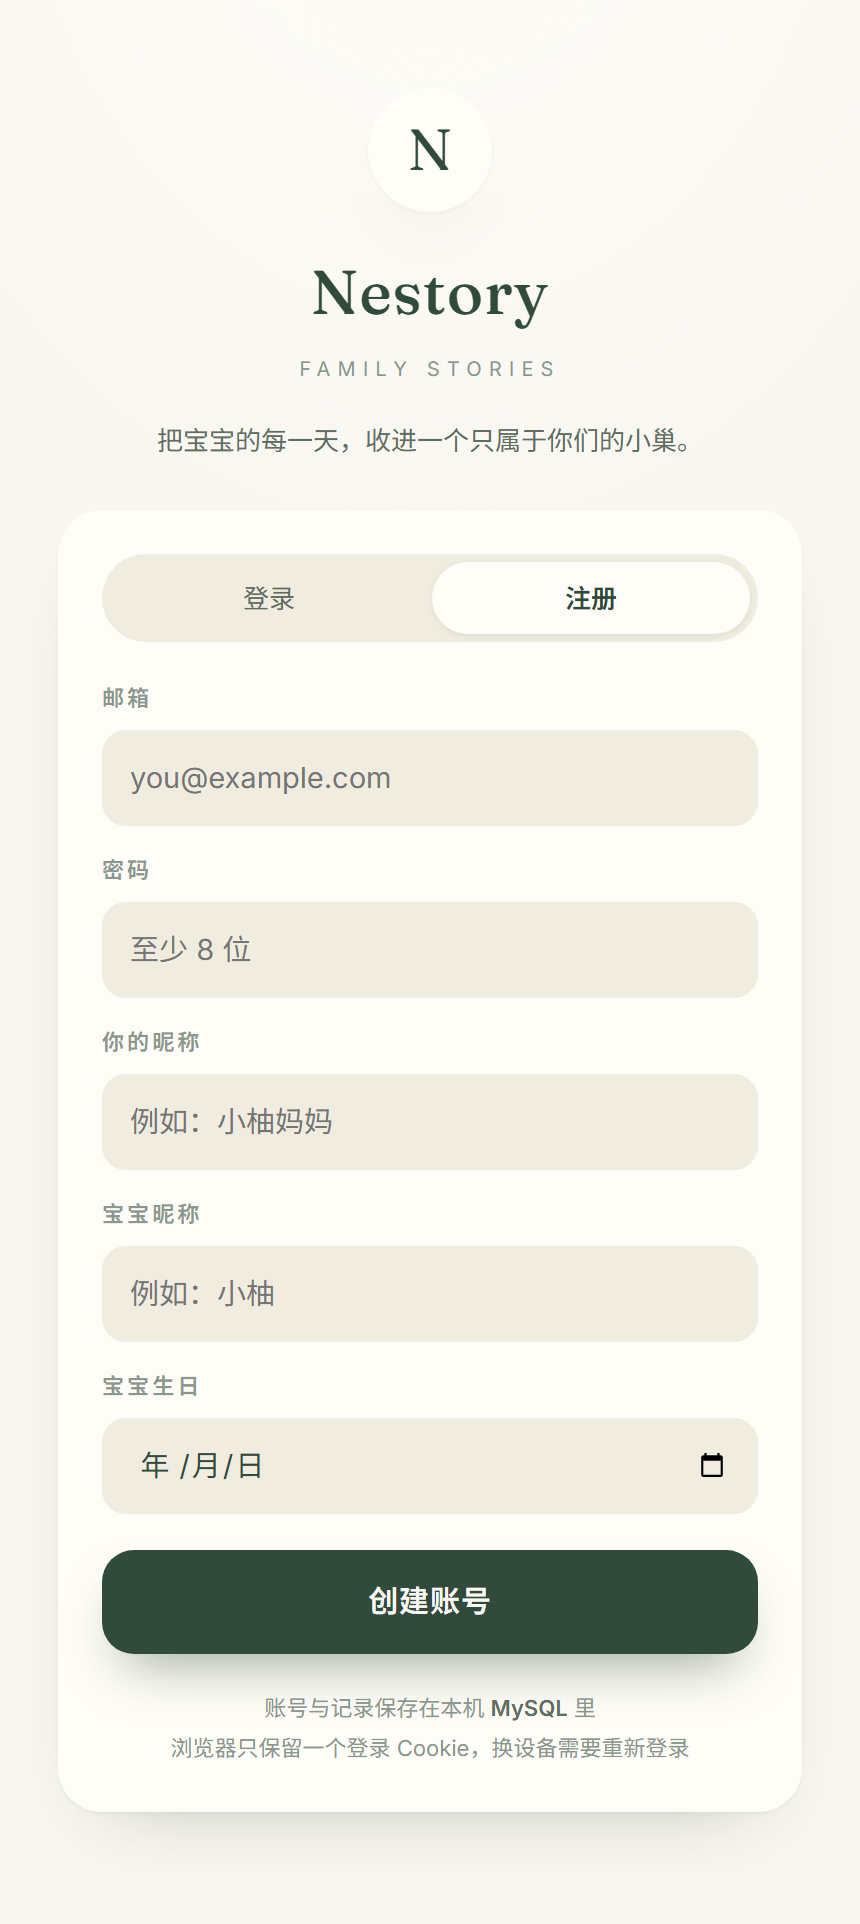 N
Nestory
FAMILY STORIES
把宝宝的每一天，收进一个只属于你们的小巢。
登录
注册
邮箱
you@example.com
密码
至少 8 位
你的昵称
例如：小柚妈妈
宝宝昵称
例如：小柚
宝宝生日
年 /月/日
创建账号
账号与记录保存在本机 MySQL 里
浏览器只保留一个登录 Cookie，换设备需要重新登录